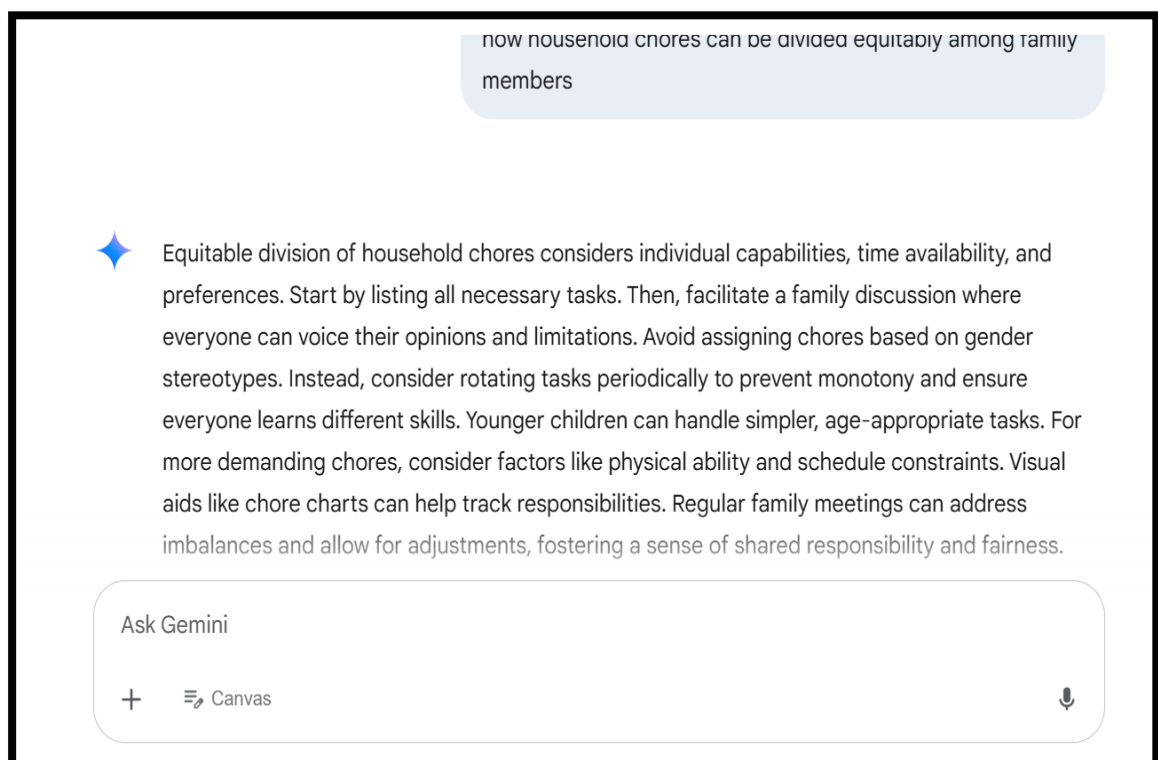 how household chores can be divided equitably among family
members
Equitable division of household chores considers individual capabilities, time availability, and
preferences. Start by listing all necessary tasks. Then, facilitate a family discussion where
everyone can voice their opinions and limitations. Avoid assigning chores based on gender
stereotypes. Instead, consider rotating tasks periodically to prevent monotony and ensure
everyone learns different skills. Younger children can handle simpler, age-appropriate tasks. For
more demanding chores, consider factors like physical ability and schedule constraints. Visual
aids like chore charts can help track responsibilities. Regular family meetings can address
imbalances and allow for adjustments, fostering a sense of shared responsibility and fairness.
Ask Gemini
Canvas